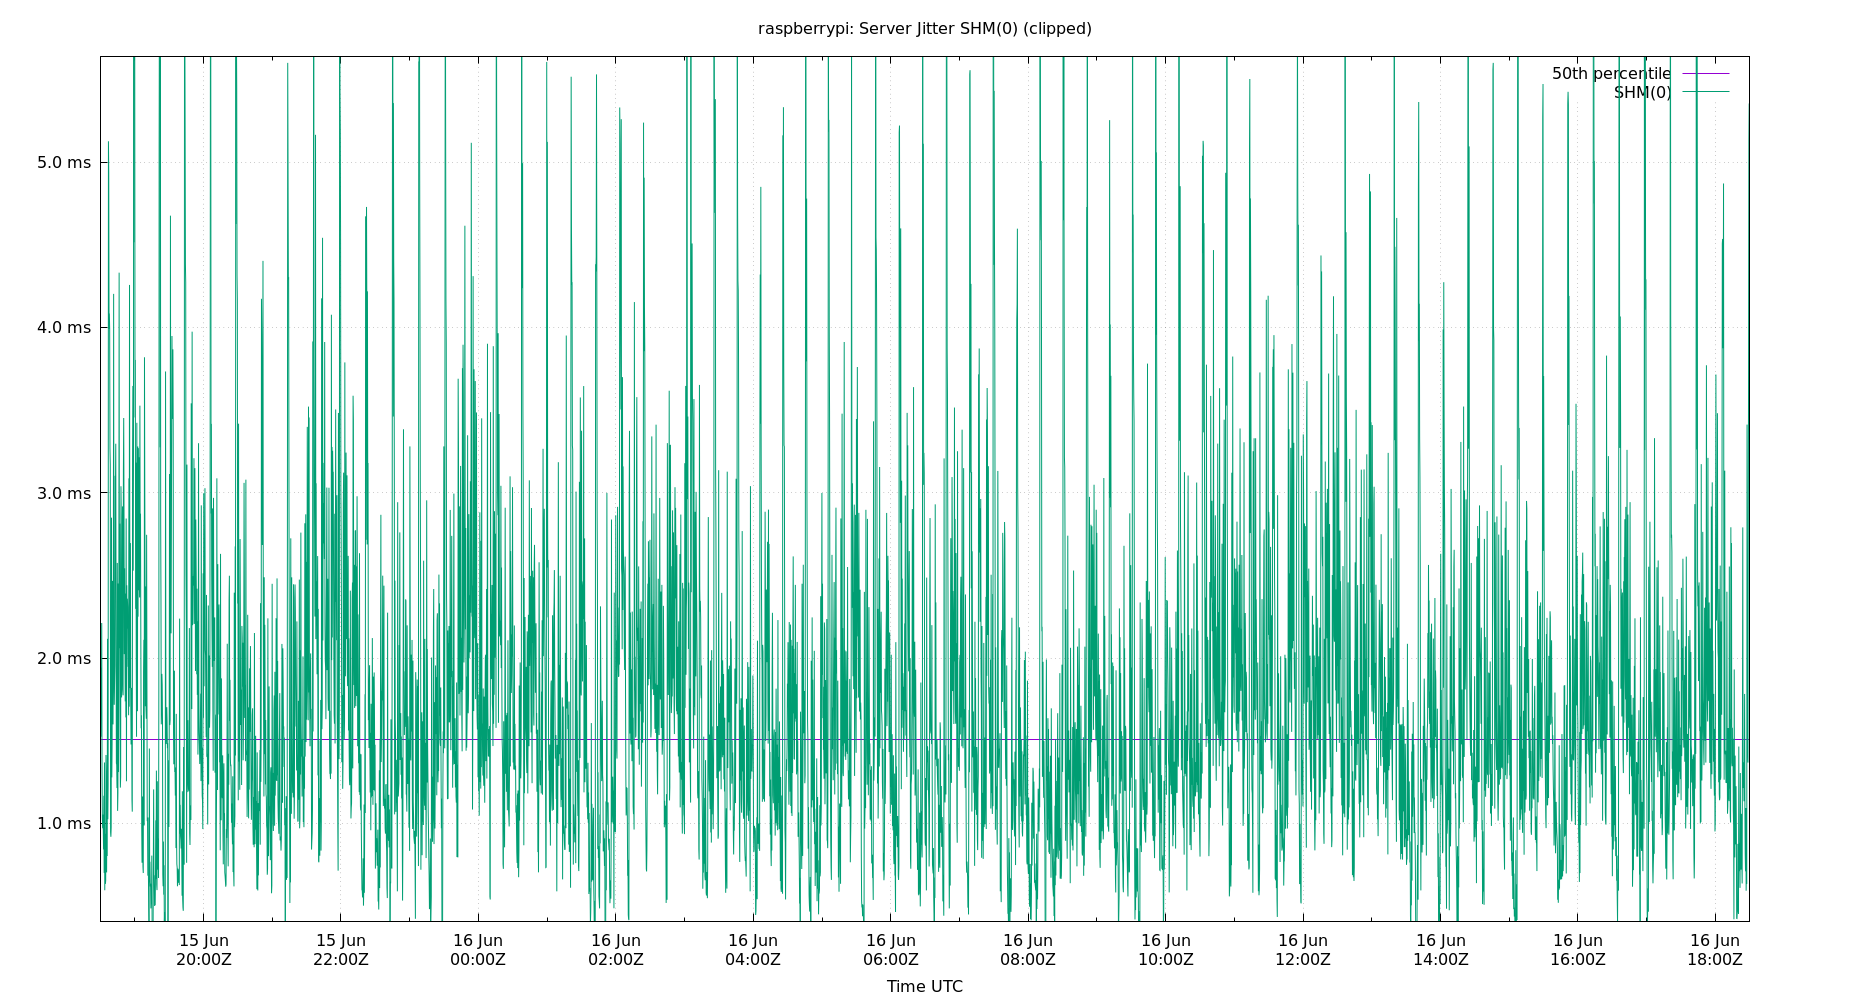 raspberrypi: Server Jitter SHM(0) (clipped)
50th percentile
SHM(0)
5.0 ms
4.0 ms
3.0 ms
2.0 ms
1.0 ms
15 Jun 15 Jun 16 Jun 16 Jun 16 Jun 16 Jun 16 Jun 16 Jun 16 Jun 16 Jun 16 Jun 16 Jun
20:00Z 22:00Z 00:00Z 02:00Z 04:00Z 06:00Z 08:00Z 10:00Z 12:00Z 14:00Z 16:00Z 18:00Z
Time UTC